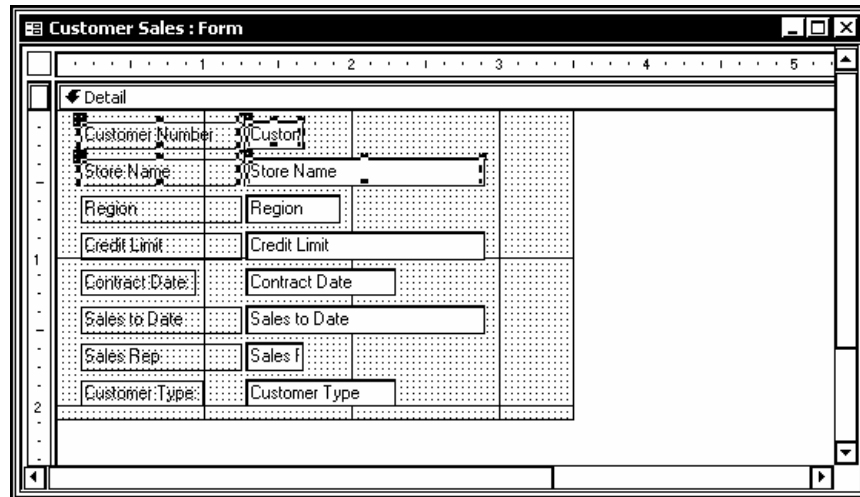 Customer Sales : Form
1 2 3 4 5
Detail
Customer Number Custom
Store Name Store Name
Region Region
Credit Limit Credit Limit
1
Contract Date: Contract Date
Sales to Date Sales to Date
Sales Rep Sales R
Customer Type: Customer Type
2